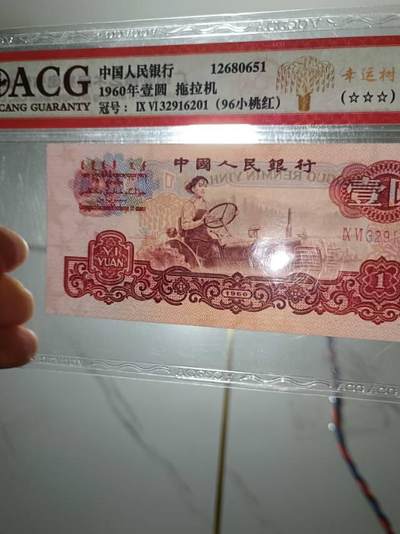 ACG
CANG GUARANTY
中国人民银行 12680651
1960年壹圆 拖拉机
冠号： IX VI 32916201 (96小桃红)
幸运树
(☆☆☆)
中國人民銀行
壹
YI
YUAN
1960
1